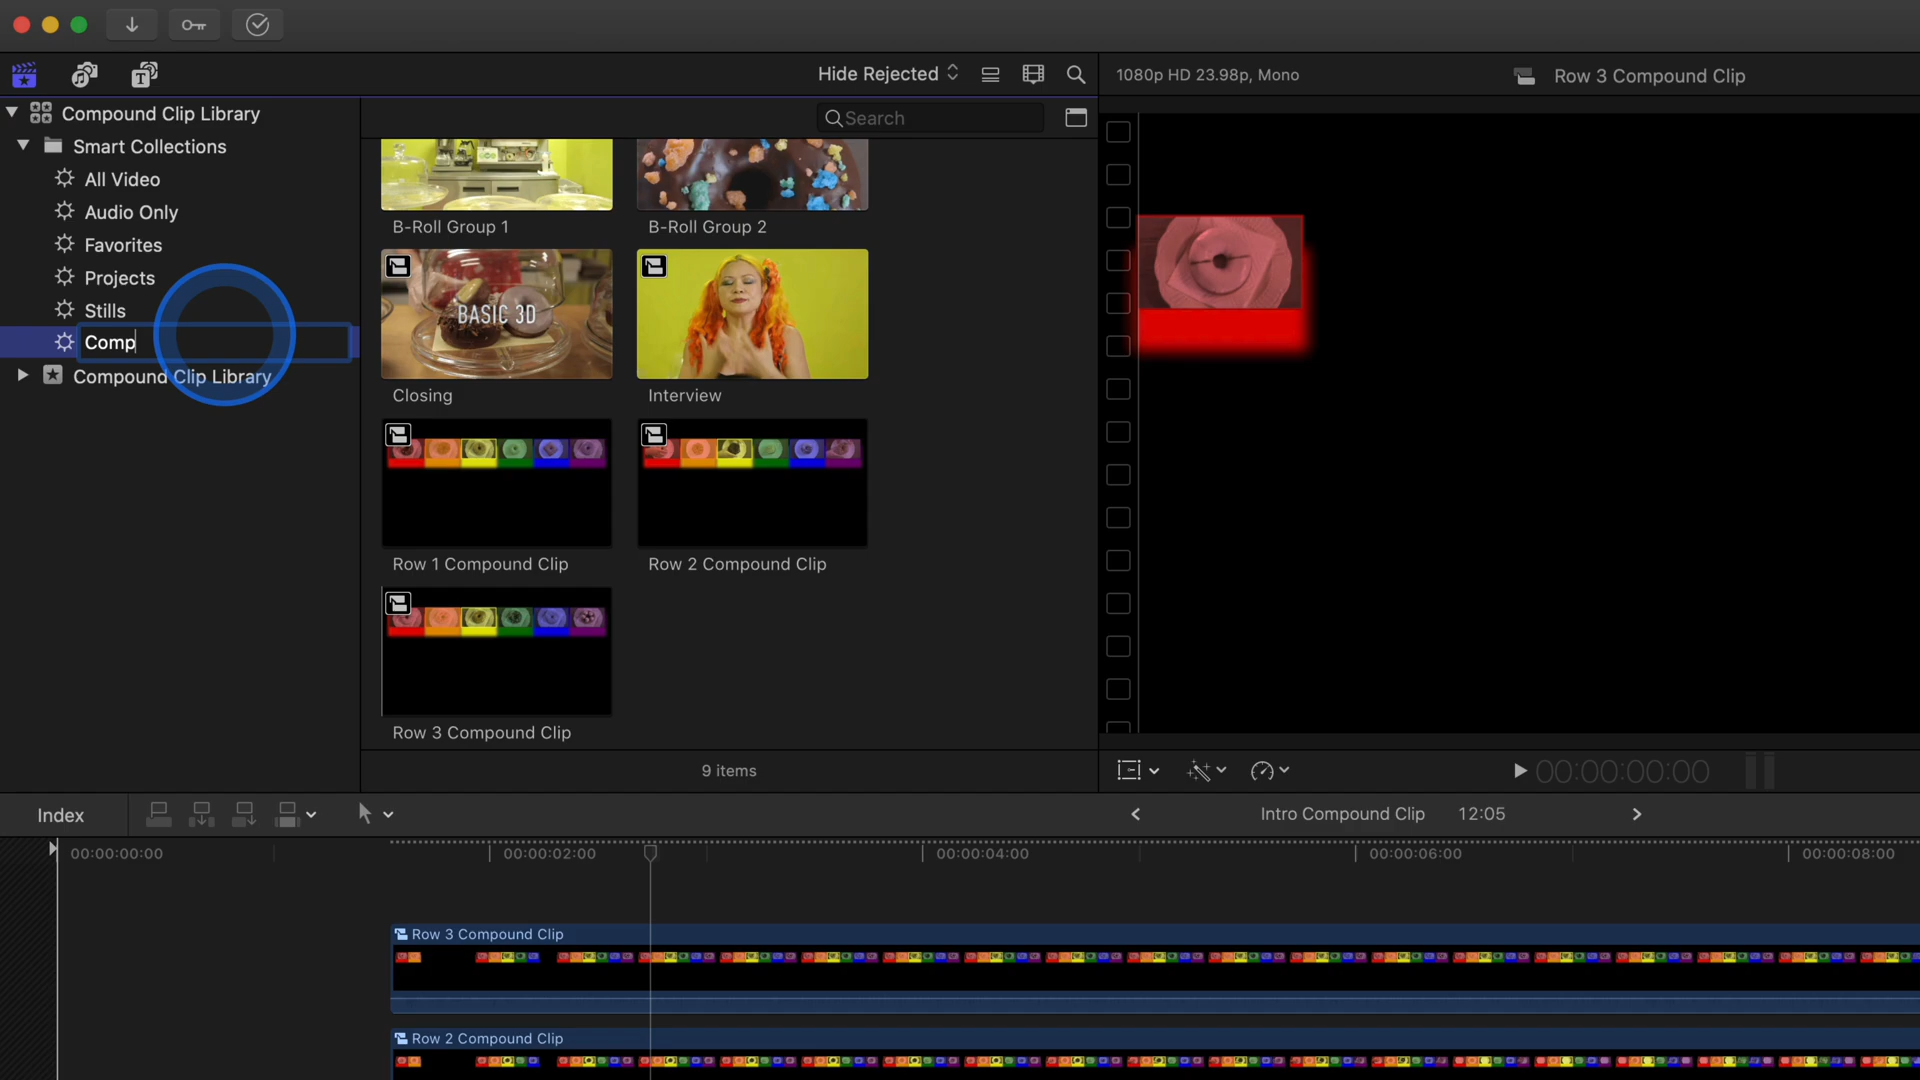 Hide Rejected
1080p HD 23.98p, Mono
Row 3 Compound Clip
Compound Clip Library
Search
Smart Collections
All Video
Audio Only
Favorites
Projects
Stills
Comp
Compound Clip Library
B-Roll Group 1
B-Roll Group 2
BASIC 3D
Closing
Interview
Row 1 Compound Clip
Row 2 Compound Clip
Row 3 Compound Clip
9 items
00:00:00:00
Index
Intro Compound Clip
12:05
00:00:00:00
00:00:02:00
00:00:04:00
00:00:06:00
00:00:08:00
Row 3 Compound Clip
Row 2 Compound Clip